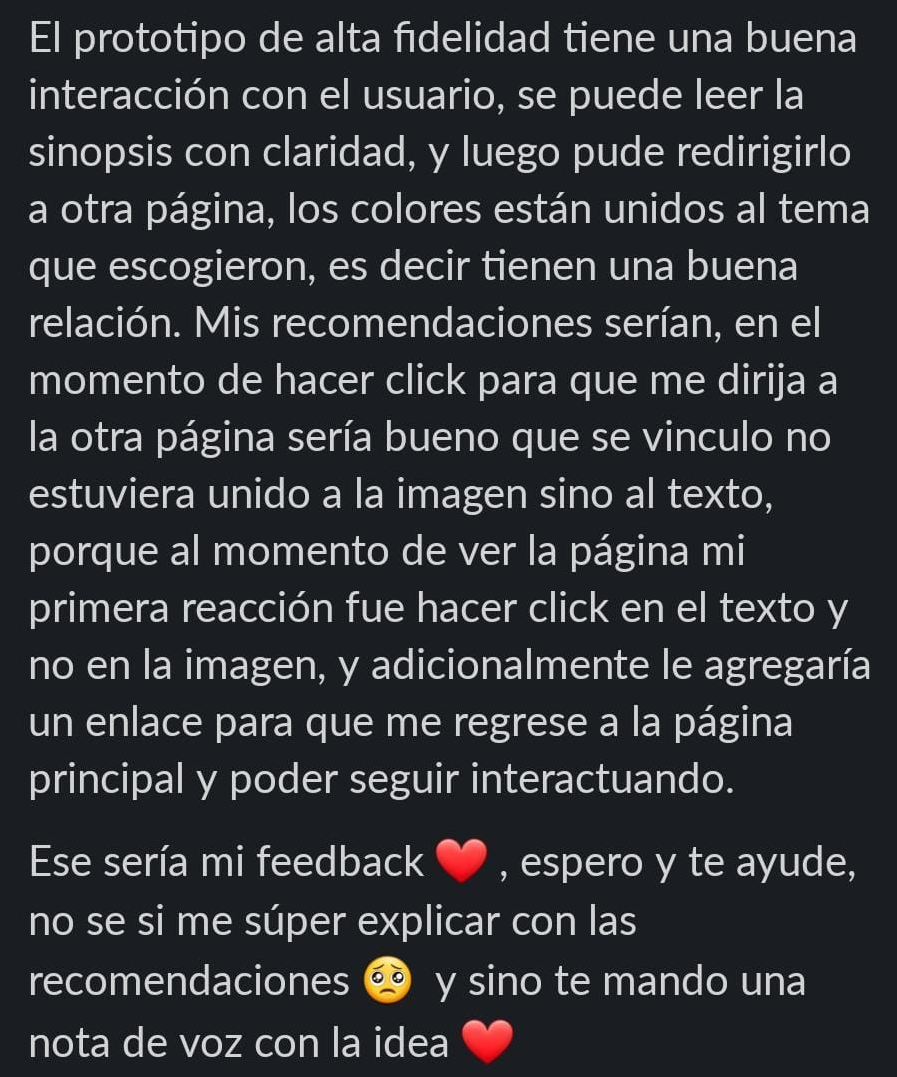 El prototipo de alta fidelidad tiene una buena
interacción con el usuario, se puede leer la
sinopsis con claridad, y luego pude redirigirlo
a otra página, los colores están unidos al tema
que escogieron, es decir tienen una buena
relación. Mis recomendaciones serían, en el
momento de hacer click para que me dirija a
la otra página sería bueno que se vinculo no
estuviera unido a la imagen sino al texto,
porque al momento de ver la página mi
primera reacción fue hacer click en el texto y
no en la imagen, y adicionalmente le agregaría
un enlace para que me regrese a la página
principal y poder seguir interactuando.
Ese sería mi feedback ❤️ , espero y te ayude,
no se si me súper explicar con las
recomendaciones 🥺 y sino te mando una
nota de voz con la idea ❤️